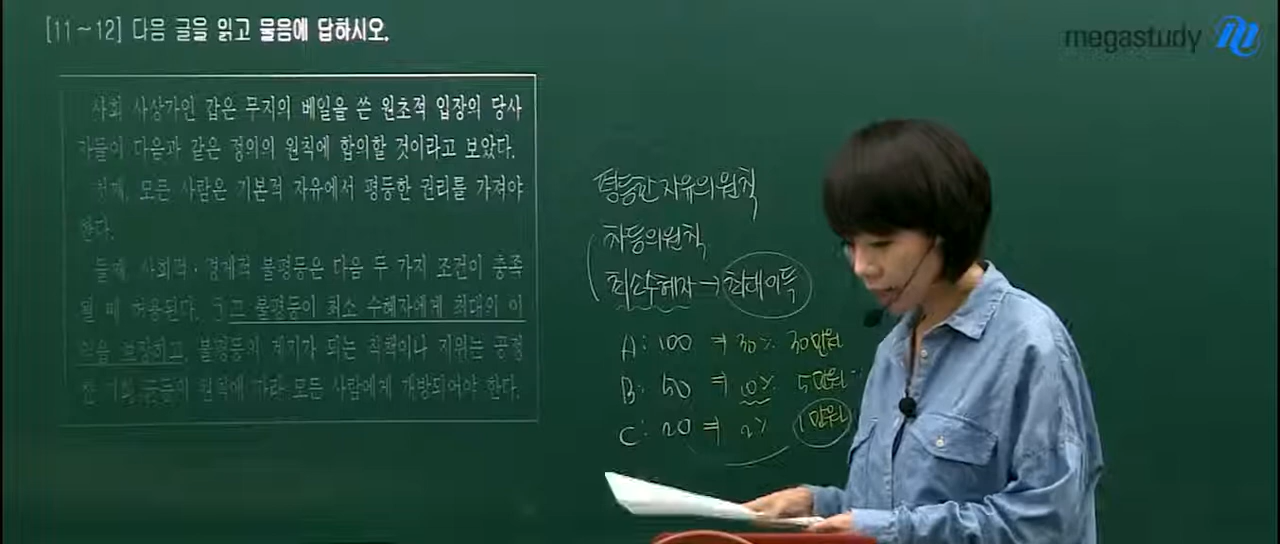 [11~12] 다음 글을 읽고 물음에 답하시오.
megastudy
사회 사상가인 갑은 무지의 베일을 쓴 원초적 입장의 당사
자들이 다음과 같은 정의의 원칙에 합의할 것이라고 보았다.
첫째, 모든 사람은 기본적 자유에서 평등한 권리를 가져야
한다.
둘째, 사회적·경제적 불평등은 다음 두 가지 조건이 충족
될 때 허용된다. 그 불평등이 최소 수혜자에게 최대의 이
익을 보장하고, 불평등의 계기가 되는 직책이나 지위는 공정
한 기회 균등의 원칙에 따라 모든 사람에게 개방되어야 한다.
평등한 자유의 원칙
차등의 원칙
최소수혜자 → 최대이득
A: 100 ⇒ 30% 30만원
B: 50 ⇒ 10% 5만원
C: 20 ⇒ 2% 1만원